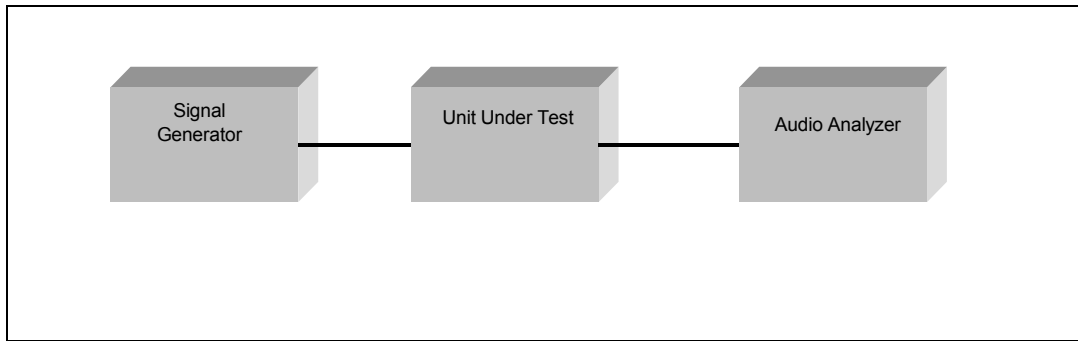 Signal
Generator
Unit Under Test
Audio Analyzer